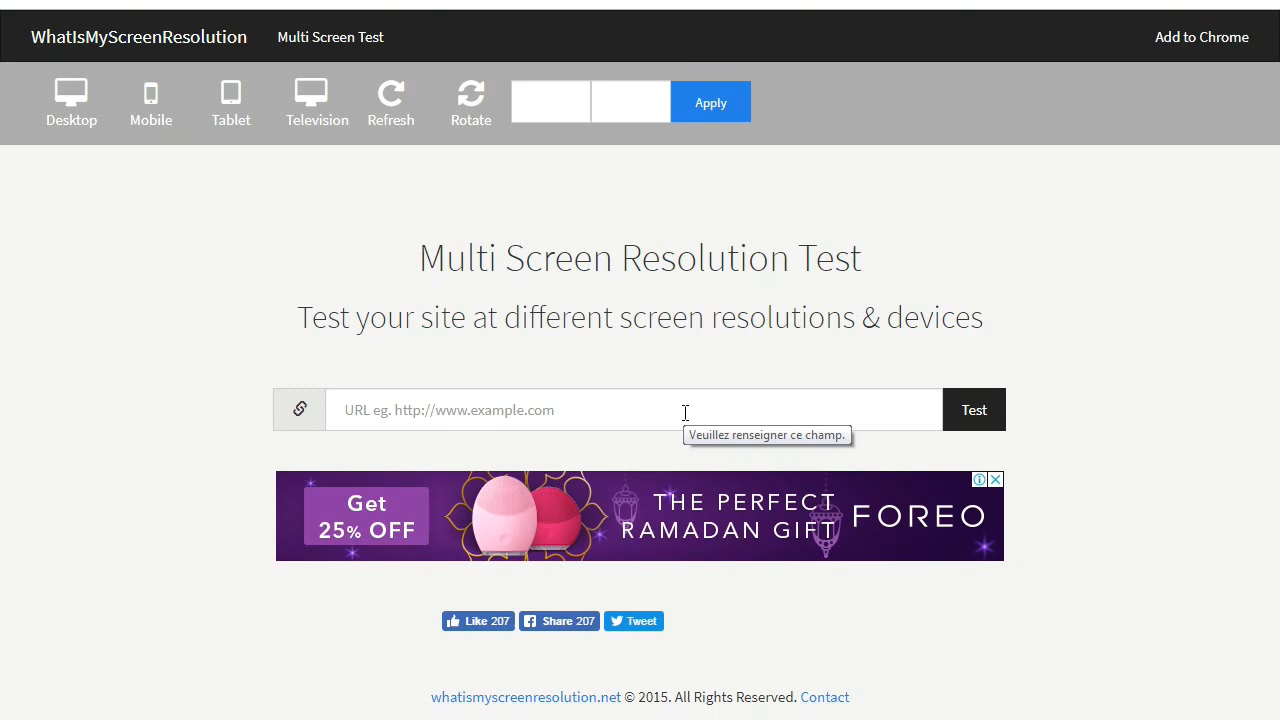 WhatIsMyScreenResolution Multi Screen Test Add to Chrome
Desktop Mobile Tablet Television Refresh Rotate Apply
Multi Screen Resolution Test
Test your site at different screen resolutions & devices
URL eg. http://www.example.com Test
Veuillez renseigner ce champ.
Get
25% OFF
THE PERFECT
RAMADAN GIFT
FOREO
Like 207 Share 207 Tweet
whatismyscreenresolution.net © 2015. All Rights Reserved. Contact